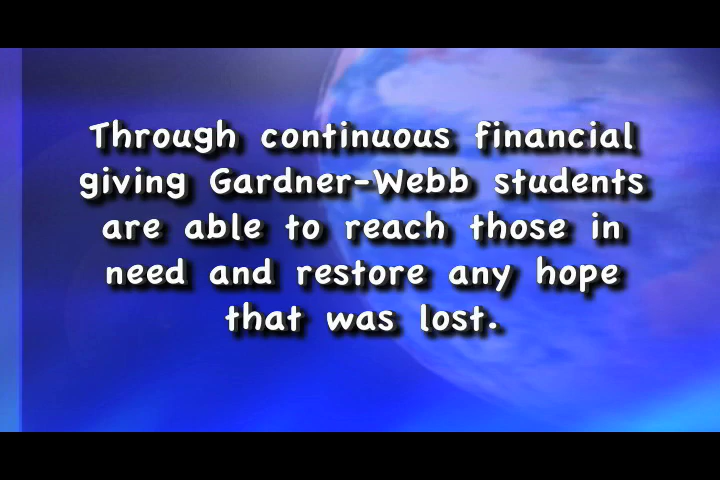 Through continuous financial
giving Gardner-Webb students
are able to reach those in
need and restore any hope
that was lost.